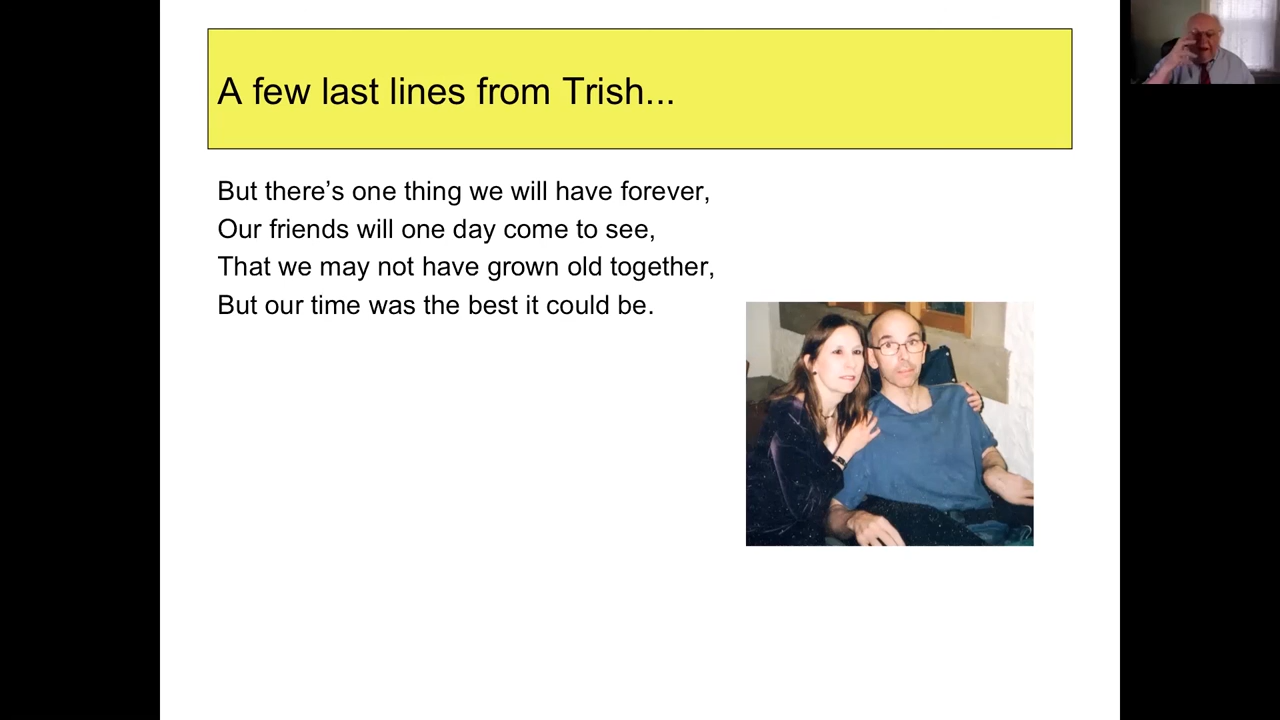 A few last lines from Trish...
But there’s one thing we will have forever,
Our friends will one day come to see,
That we may not have grown old together,
But our time was the best it could be.